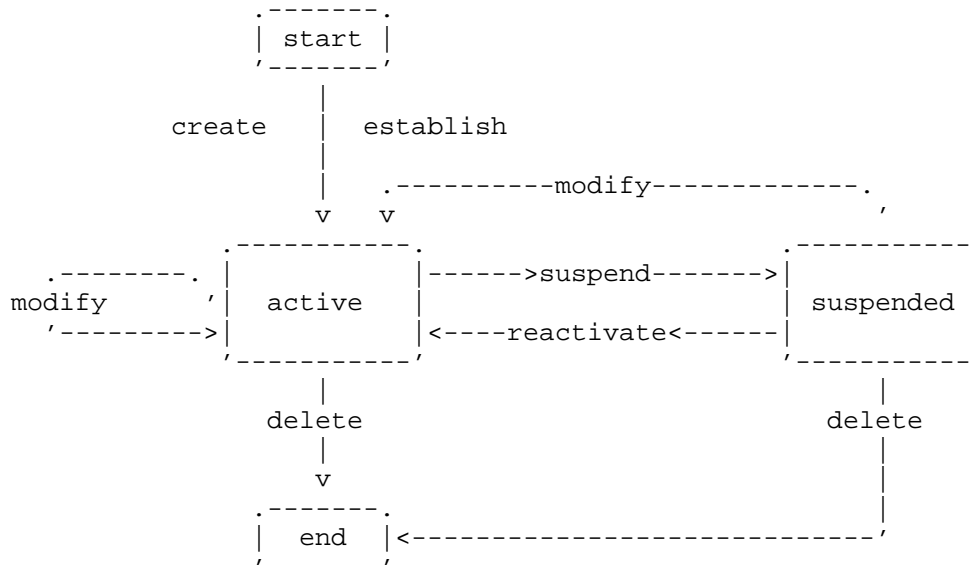 start
create establish
modify
suspend
modify active suspended
reactivate
delete delete
end